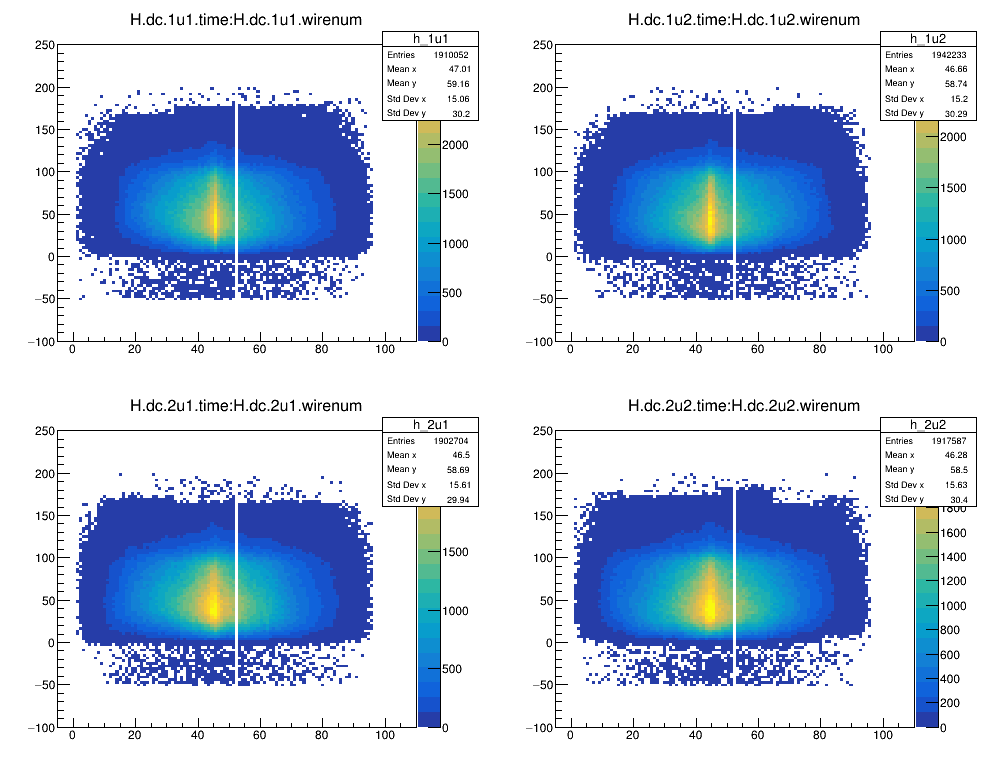 H.dc.1u1.time:H.dc.1u1.wirenum
h_1u1
Entries 1910052
Mean x 47.01
Mean y 59.16
Std Dev x 15.06
Std Dev y 30.2
250
200
150
100
50
0
−50
−100
0 20 40 60 80 100
2000
1500
1000
500
0
H.dc.1u2.time:H.dc.1u2.wirenum
h_1u2
Entries 1942233
Mean x 46.66
Mean y 58.74
Std Dev x 15.2
Std Dev y 30.29
250
200
150
100
50
0
−50
−100
0 20 40 60 80 100
2000
1500
1000
500
0
H.dc.2u1.time:H.dc.2u1.wirenum
h_2u1
Entries 1902704
Mean x 46.5
Mean y 58.69
Std Dev x 15.61
Std Dev y 29.94
250
200
150
100
50
0
−50
−100
0 20 40 60 80 100
1500
1000
500
0
H.dc.2u2.time:H.dc.2u2.wirenum
h_2u2
Entries 1917587
Mean x 46.28
Mean y 58.5
Std Dev x 15.63
Std Dev y 30.4
250
200
150
100
50
0
−50
−100
0 20 40 60 80 100
1800
1600
1400
1200
1000
800
600
400
200
0